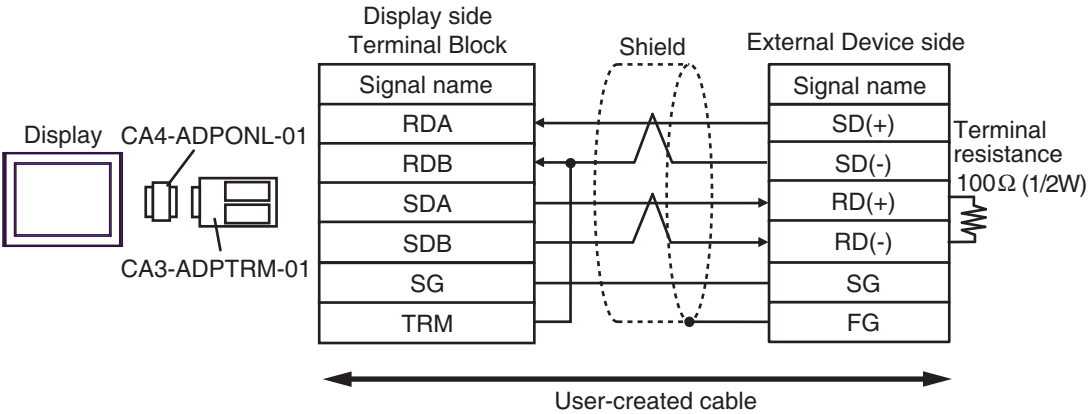 Display side
Terminal Block
Shield
External Device side
Signal name
Signal name
RDA
SD(+)
RDB
SD(-)
SDA
RD(+)
SDB
RD(-)
SG
SG
TRM
FG
Display
CA4-ADPONL-01
CA3-ADPTRM-01
Terminal
resistance
100Ω (1/2W)
User-created cable